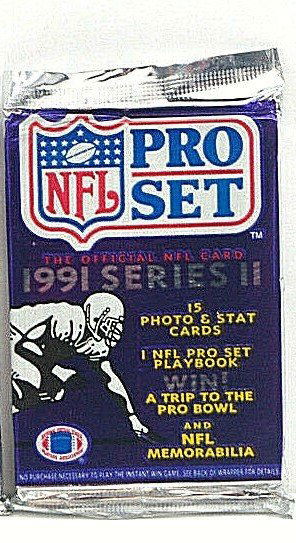 NFL
PRO
SET
TM
THE OFFICIAL NFL CARD
1991 SERIES II
15
PHOTO & STAT
CARDS
1 NFL PRO SET
PLAYBOOK
WIN!
A TRIP TO THE
PRO BOWL
AND
NFL
MEMORABILIA
NO PURCHASE NECESSARY TO PLAY THE INSTANT WIN GAME. SEE BACK OF WRAPPER FOR DETAILS.